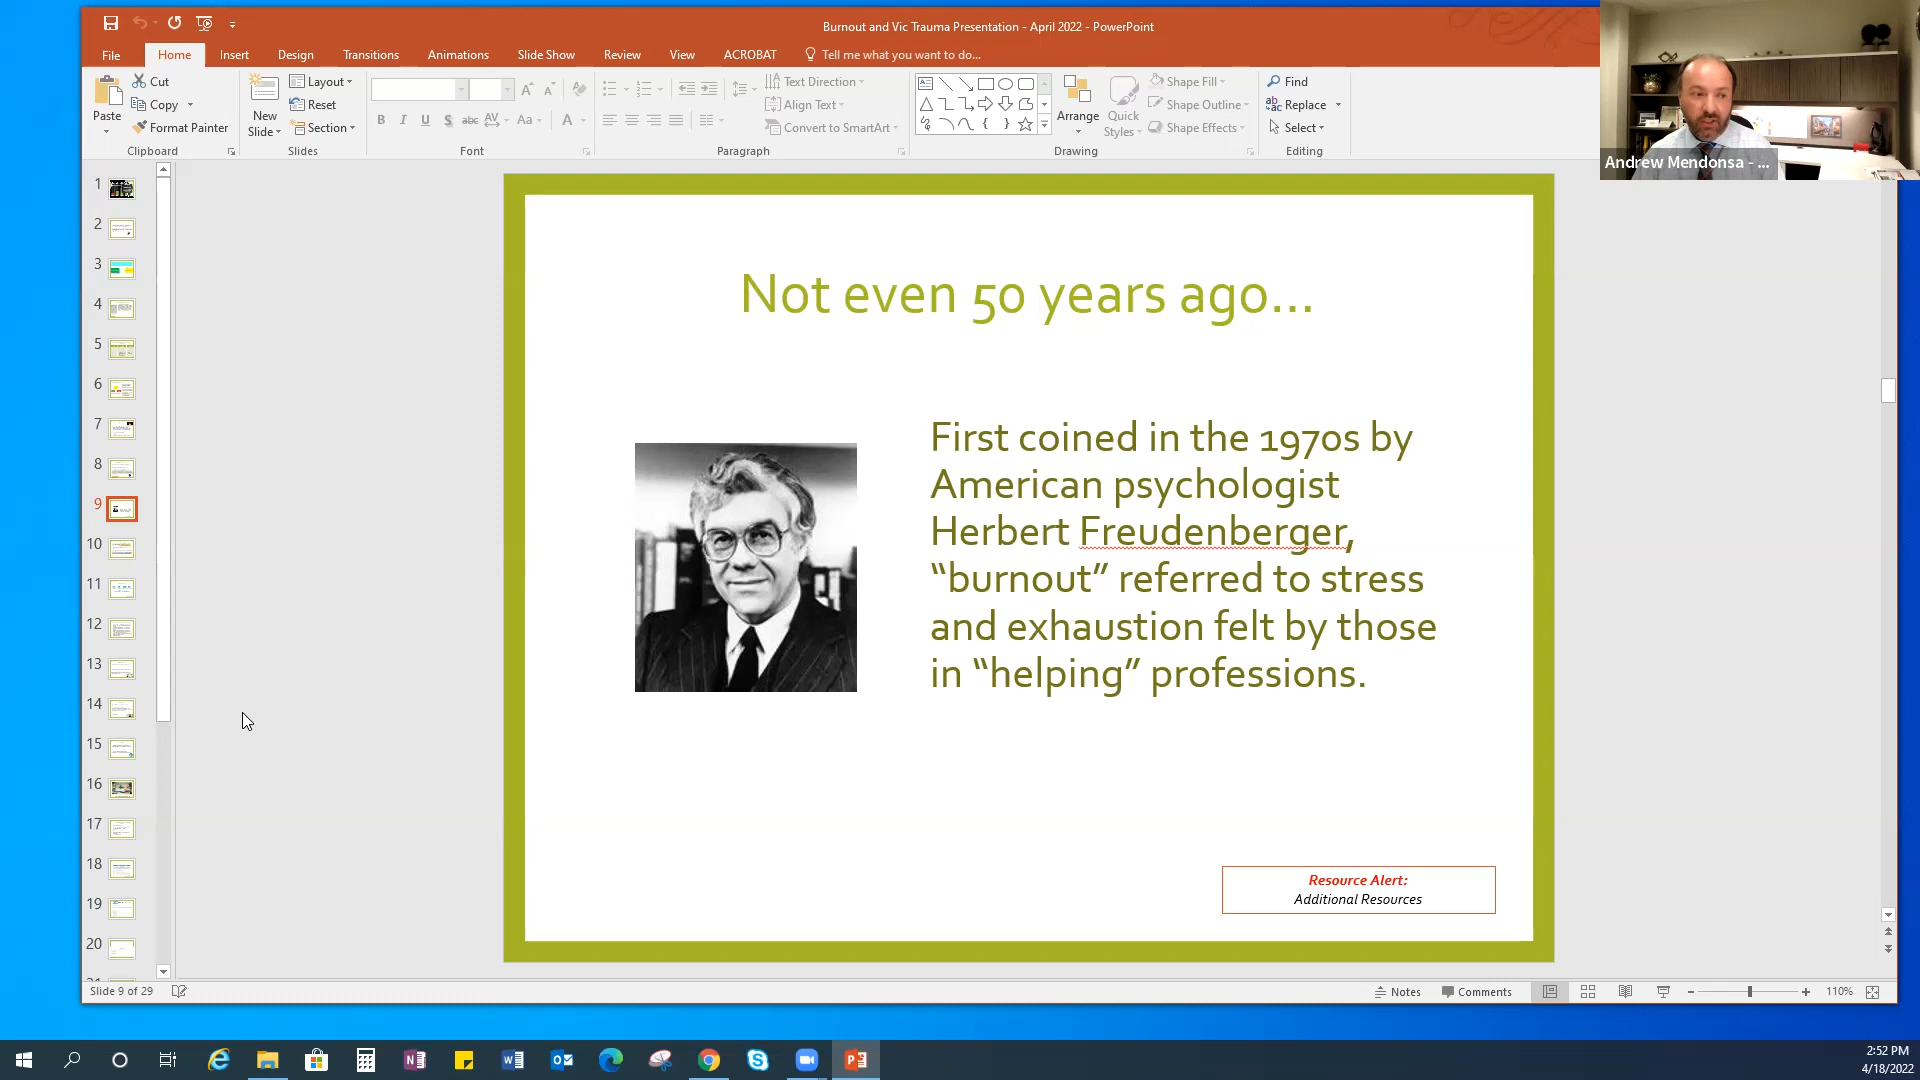 Burnout and Vic Trauma Presentation - April 2022 - PowerPoint
File Home Insert Design Transitions Animations Slide Show Review View ACROBAT Tell me what you want to do...
Paste
Cut
Copy
Format Painter
Clipboard
New
Slide
Layout
Reset
Section
Slides
B I U S abc AV Aa A
Font
Text Direction
Align Text
Convert to SmartArt
Paragraph
Arrange
Quick
Styles
Shape Fill
Shape Outline
Shape Effects
Drawing
Find
Replace
Select
Editing
Andrew Mendonsa - ...
1
2
3
4
5
6
7
8
9
10
11
12
13
14
15
16
17
18
19
20
Not even 50 years ago...
First coined in the 1970s by
American psychologist
Herbert Freudenberger,
“burnout” referred to stress
and exhaustion felt by those
in “helping” professions.
Resource Alert:
Additional Resources
Slide 9 of 29
Notes Comments 110%
2:52 PM
4/18/2022